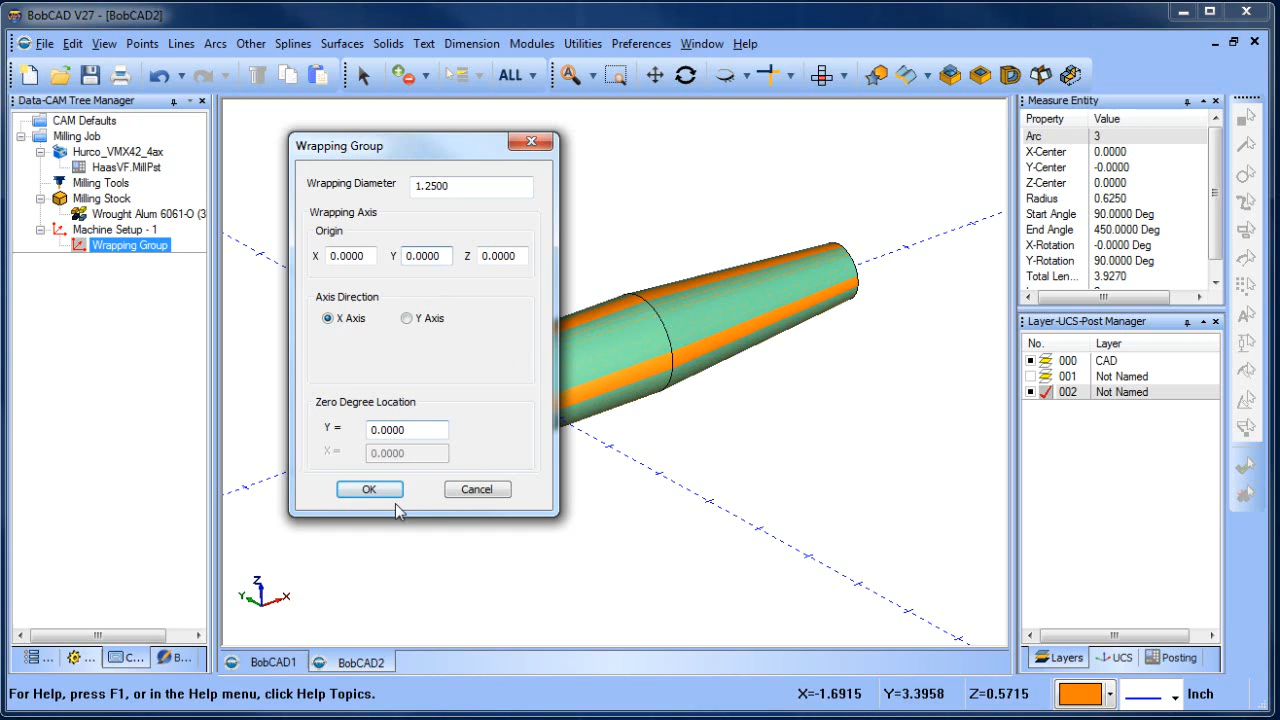 BobCAD V27 - [BobCAD2]
File Edit View Points Lines Arcs Other Splines Surfaces Solids Text Dimension Modules Utilities Preferences Window Help
ALL
Data-CAM Tree Manager
CAM Defaults
Milling Job
Hurco_VMX42_4ax
HaasVF.MillPst
Milling Tools
Milling Stock
Wrought Alum 6061-O (3
Machine Setup - 1
Wrapping Group
Wrapping Group
Wrapping Diameter 1.2500
Wrapping Axis
Origin
X 0.0000 Y 0.0000 Z 0.0000
Axis Direction
X Axis Y Axis
Zero Degree Location
Y = 0.0000
X = 0.0000
OK Cancel
Z
Y X
Measure Entity
Property Value
Arc 3
X-Center 0.0000
Y-Center -0.0000
Z-Center 0.0000
Radius 0.6250
Start Angle 90.0000 Deg
End Angle 450.0000 Deg
X-Rotation -0.0000 Deg
Y-Rotation 90.0000 Deg
Total Len... 3.9270
Layer-UCS-Post Manager
No. Layer
000 CAD
001 Not Named
002 Not Named
... ... C... B...
BobCAD1 BobCAD2
Layers UCS Posting
For Help, press F1, or in the Help menu, click Help Topics.
X=-1.6915 Y=3.3958 Z=0.5715 Inch